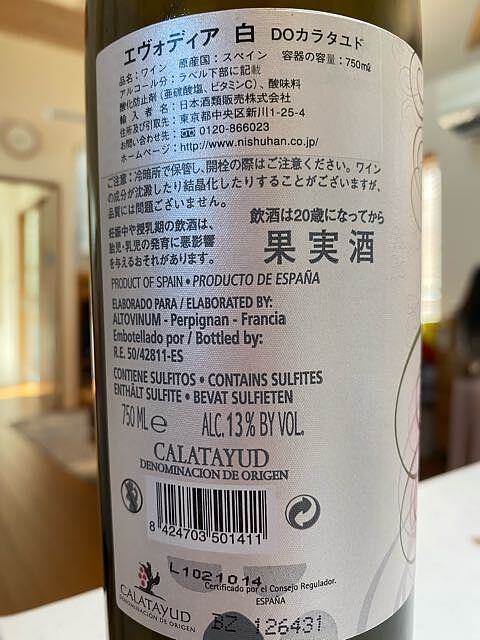 エヴォディア 白 DOカラタユド
品名：ワイン 原産国：スペイン 容器の容量：750㎖
アルコール分：ラベル下部に記載
酸化防止剤（亜硫酸塩、ビタミンC）、酸味料
輸入者名：日本酒類販売株式会社
住所及び引取先：東京都中央区新川1-25-4
お問い合わせ先：0120-866023
ホームページ：http://www.nishuhan.co.jp/
ご注意：冷暗所で保管し、開栓の際はご注意ください。ワイン
の成分が沈澱したり結晶化したりすることがございますが、
品質には問題ございません。
妊娠中や授乳期の飲酒は、
胎児・乳児の発育に悪影響
を与えるおそれがあります。
飲酒は20歳になってから
果実酒
PRODUCT OF SPAIN • PRODUCTO DE ESPAÑA
ELABORADO PARA / ELABORATED BY:
ALTOVINUM - Perpignan - Francia
Embotellado por / Bottled by:
R.E. 50/42811-ES
CONTIENE SULFITOS • CONTAINS SULFITES
ENTHÄLT SULFITE • BEVAT SULFIETEN
750 ML e ALC. 13% BY VOL.
CALATAYUD
DENOMINACION DE ORIGEN
8 424703 501411
L1021014
Certificado por el Consejo Regulador.
ESPAÑA
CALATAYUD
DENOMINACIÓN DE ORIGEN
BZ 126431